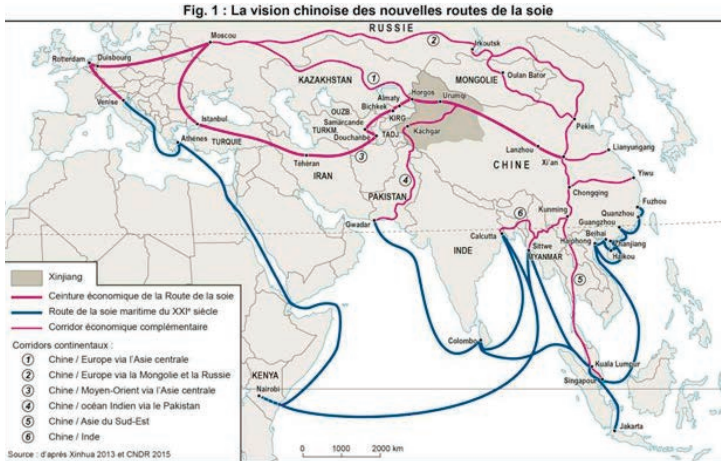 Fig. 1 : La vision chinoise des nouvelles routes de la soie
RUSSIE
Moscou
Irkoutsk
Rotterdam
Duisbourg
Oulan Bator
KAZAKHSTAN
MONGOLIE
Venise
Almaty
Horgos
Urumqi
Bichkek
Istanbul
OUZB
KIRG
Samarcande
TURKM
TADJ
Kachgar
Pékin
Douchanbe
Athènes
TURQUIE
Lanzhou
Lianyungang
Téhéran
CHINE
Xi'an
IRAN
Yiwu
PAKISTAN
Chongqing
Fuzhou
Kunming
Quanzhou
Gwadar
Guangzhou
Calcutta
Beihai
INDE
Sittwe
Haiphong
Zhanjiang
MYANMAR
Haikou
Colombo
Kuala Lumpur
Singapour
Jakarta
KENYA
Nairobi
1
2
3
4
5
6
Xinjiang
Ceinture économique de la Route de la soie
Route de la soie maritime du XXIe siècle
Corridor économique complémentaire
Corridors continentaux :
1 Chine / Europe via l'Asie centrale
2 Chine / Europe via la Mongolie et la Russie
3 Chine / Moyen-Orient via l'Asie centrale
4 Chine / océan Indien via le Pakistan
5 Asie du Sud-Est
6 Chine / Inde
Source : d'après Xinhua 2013 et CNDR 2015
0 1000 2000 km